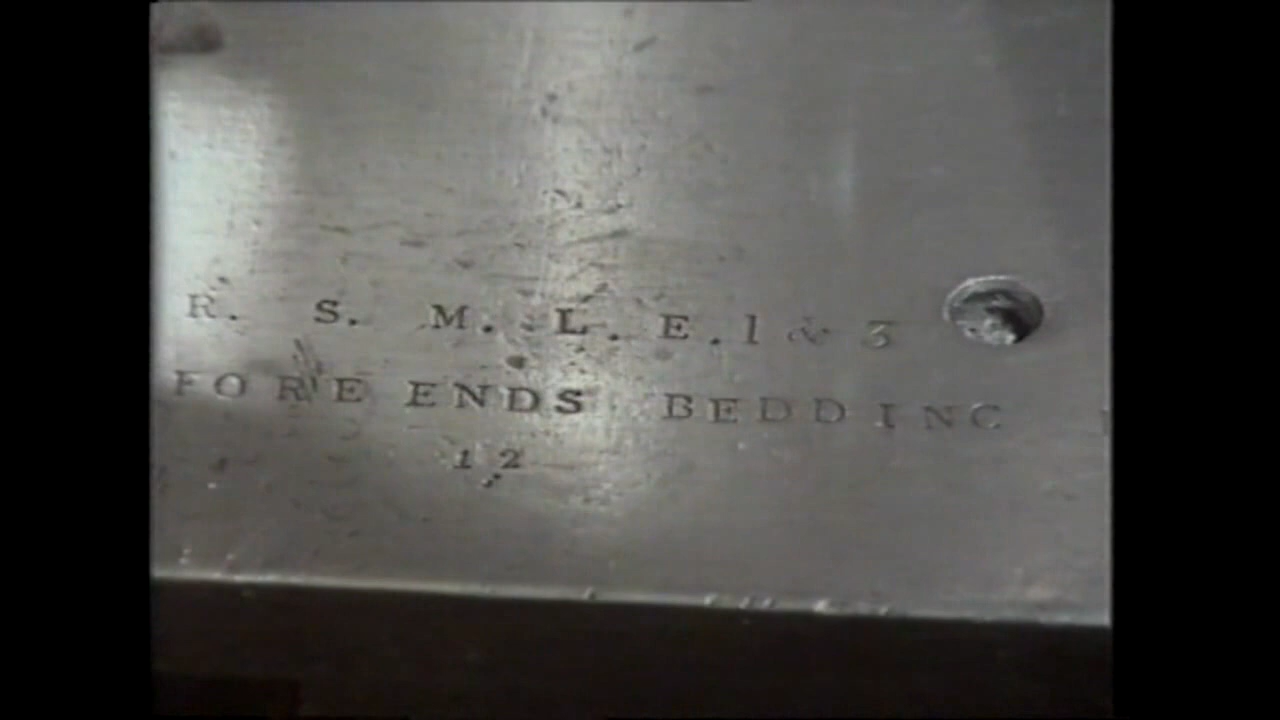 R. S. M. L. E. 1 & 3
FORE ENDS BEDDING
12